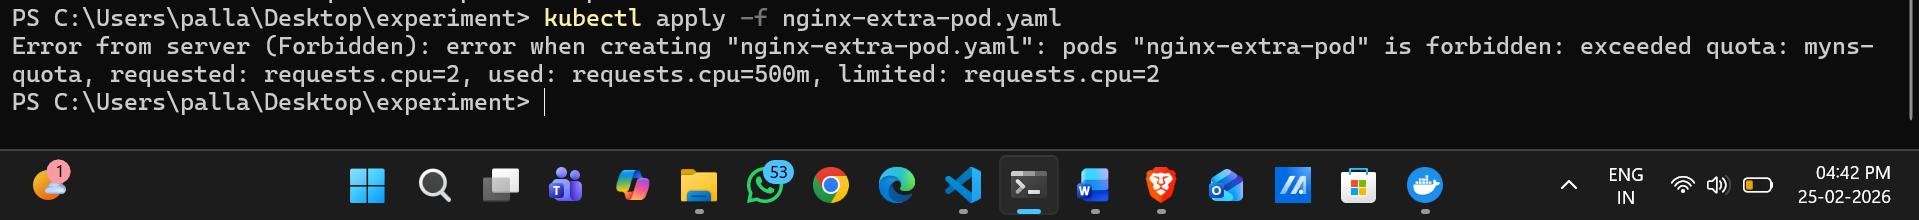 PS C:\Users\palla\Desktop\experiment> kubectl apply -f nginx-extra-pod.yaml
Error from server (Forbidden): error when creating "nginx-extra-pod.yaml": pods "nginx-extra-pod" is forbidden: exceeded quota: myns-
quota, requested: requests.cpu=2, used: requests.cpu=500m, limited: requests.cpu=2
PS C:\Users\palla\Desktop\experiment>
1
T
53
W
O
ENG
IN
04:42 PM
25-02-2026